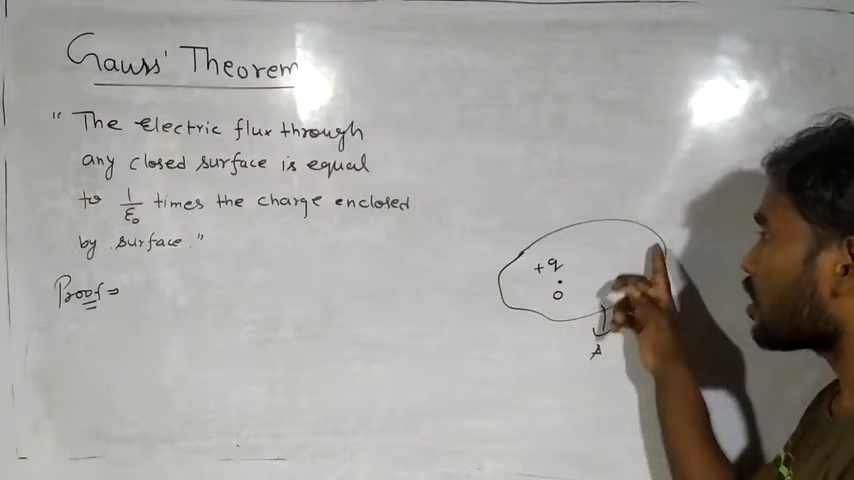 Gauss' Theorem
" The electric flux through
any closed surface is equal
to 1/ε₀ times the charge enclosed
by surface."
Proof ⇒
+q
O
A